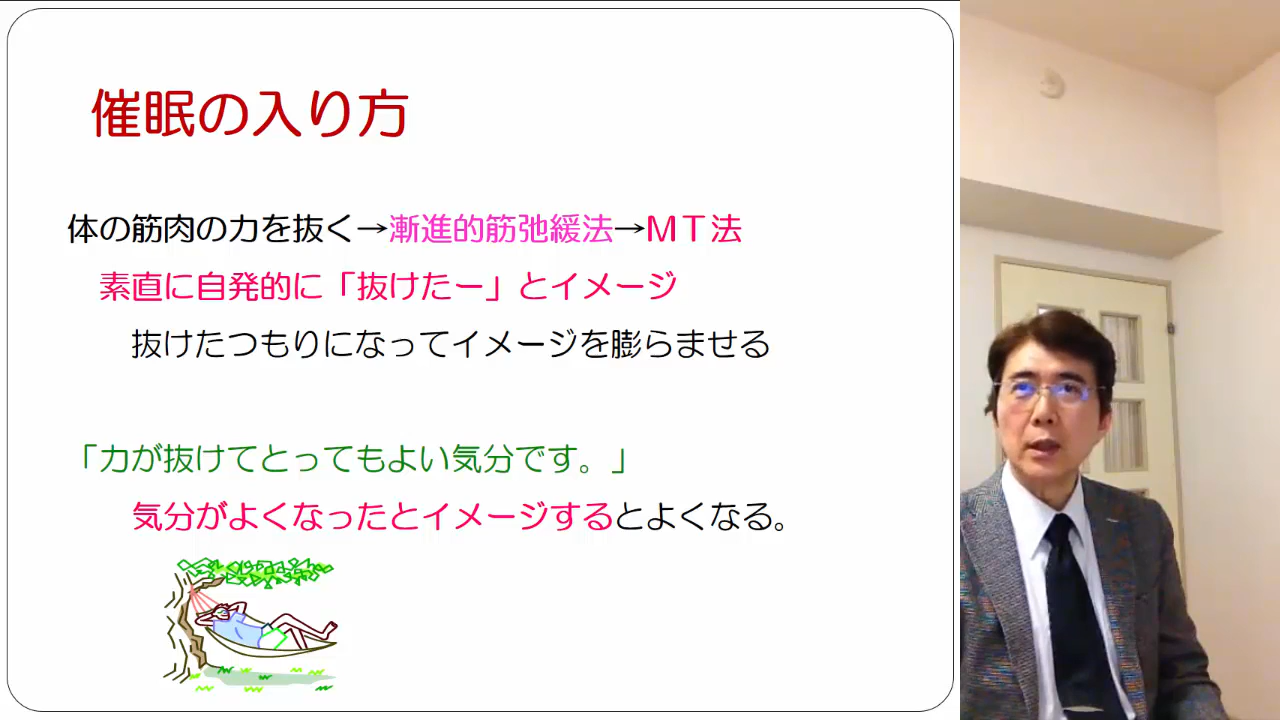 催眠の入り方
体の筋肉の力を抜く→漸進的筋弛緩法→ＭＴ法
素直に自発的に「抜けたー」とイメージ
抜けたつもりになってイメージを膨らませる
「力が抜けてとってもよい気分です。」
気分がよくなったとイメージするとよくなる。